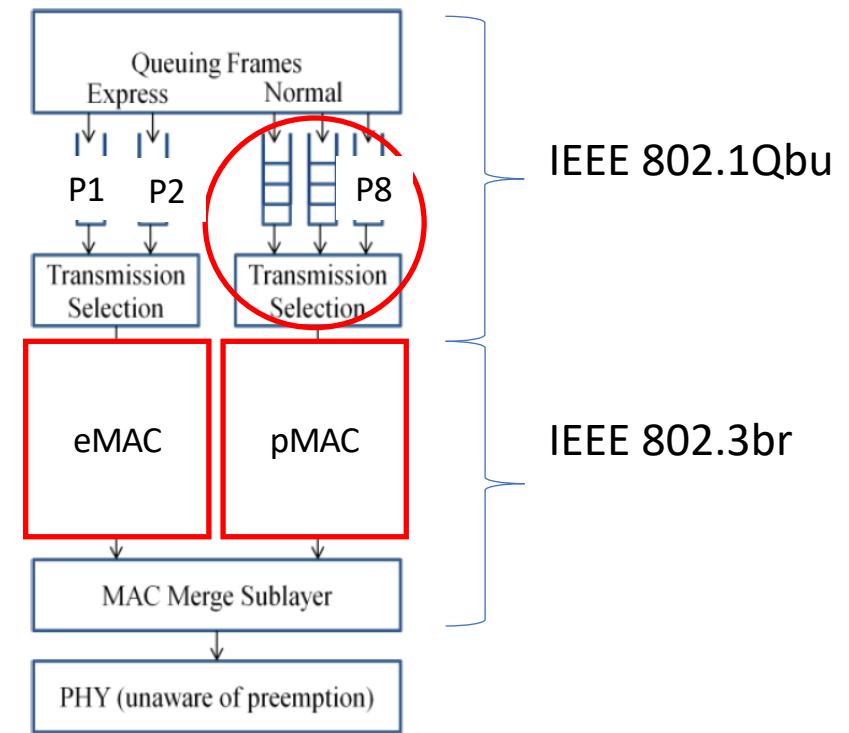 Queuing Frames
Express Normal
IEEE 802.1Qbu
P1 P2 P8
Transmission Selection
Transmission Selection
eMAC pMAC
IEEE 802.3br
MAC Merge Sublayer
PHY (unaware of preemption)